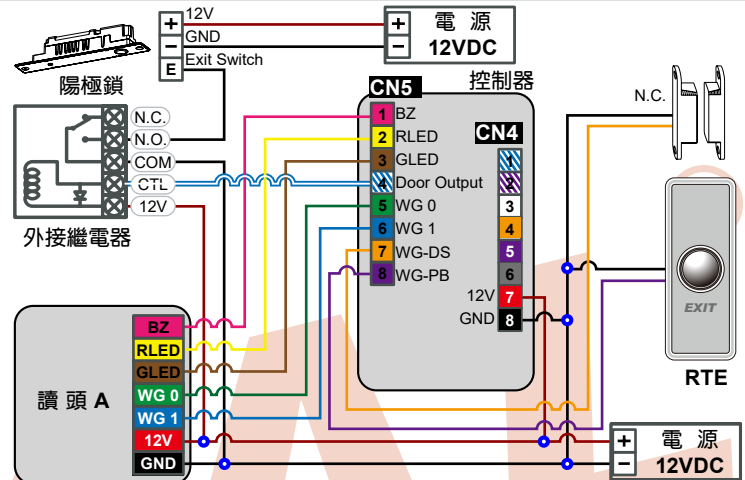 +
12V
−
GND
E
Exit Switch
陽極鎖
+
−
電 源
12VDC
N.C.
N.O.
COM
CTL
12V
外接繼電器
控制器
CN5
1 BZ
2 RLED
3 GLED
4 Door Output
5 WG 0
6 WG 1
7 WG-DS
8 WG-PB
CN4
1
2
3
4
5
6
12V 7
GND 8
N.C.
EXIT
RTE
讀 頭 A
BZ
RLED
GLED
WG 0
WG 1
12V
GND
+
−
電 源
12VDC